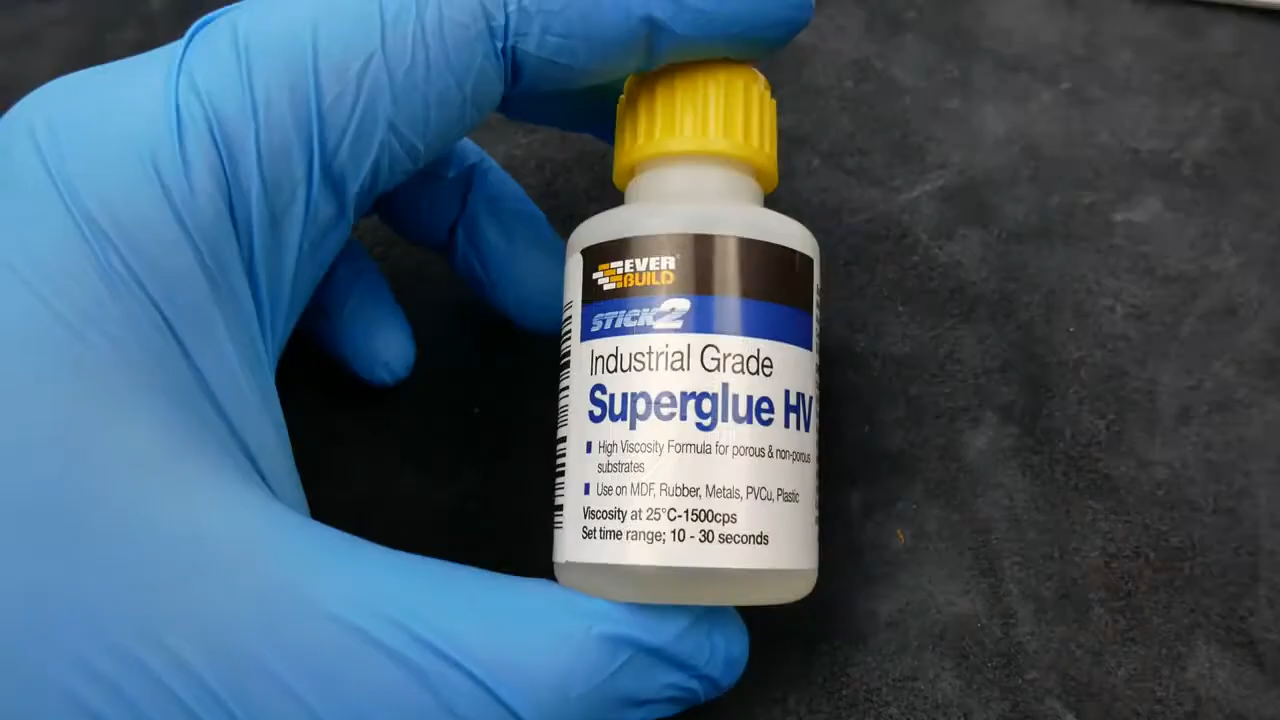 EVER
BUILD
STICK2
Industrial Grade
Superglue HV
High Viscosity Formula for porous & non-porous
substrates
Use on MDF, Rubber, Metals, PVCu, Plastic
Viscosity at 25°C-1500cps
Set time range; 10 - 30 seconds